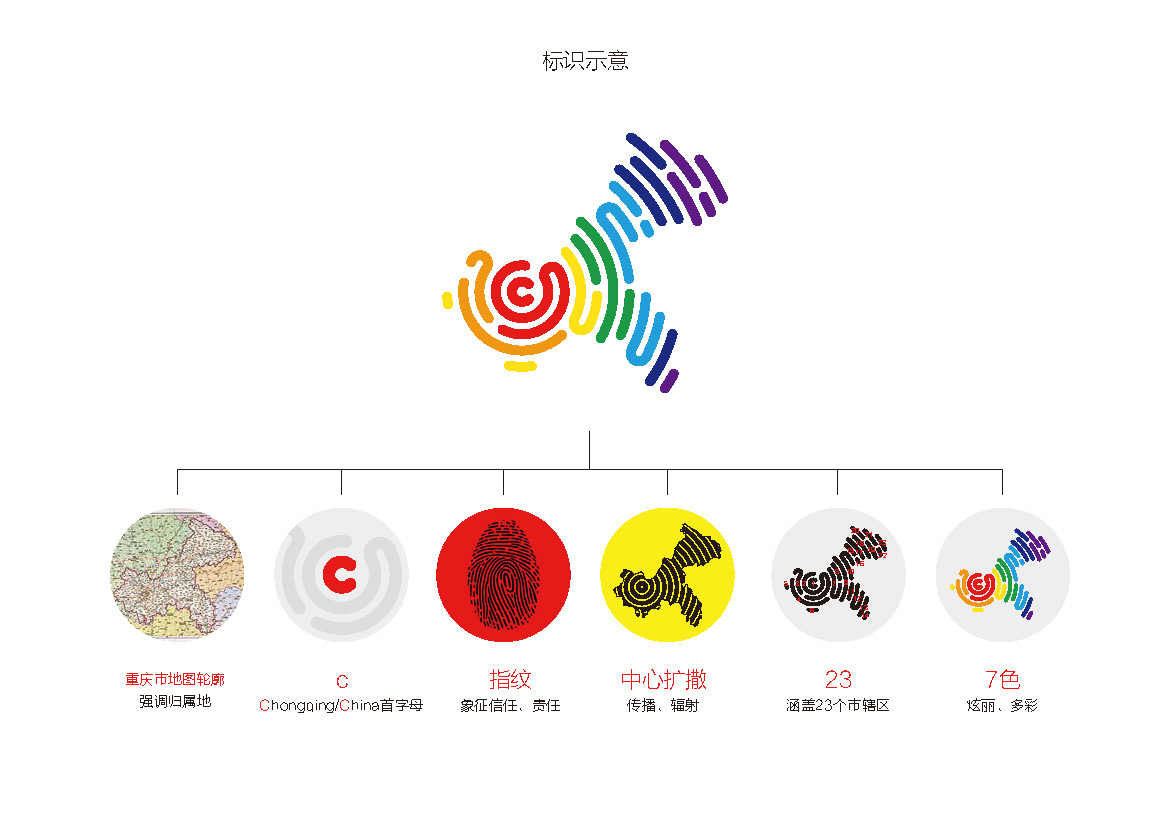 标识示意
C
重庆市地图轮廓
强调归属地
C
Chongqing/China首字母
指纹
象征信任、责任
中心扩撒
传播、辐射
23
涵盖23个市辖区
7色
炫丽、多彩